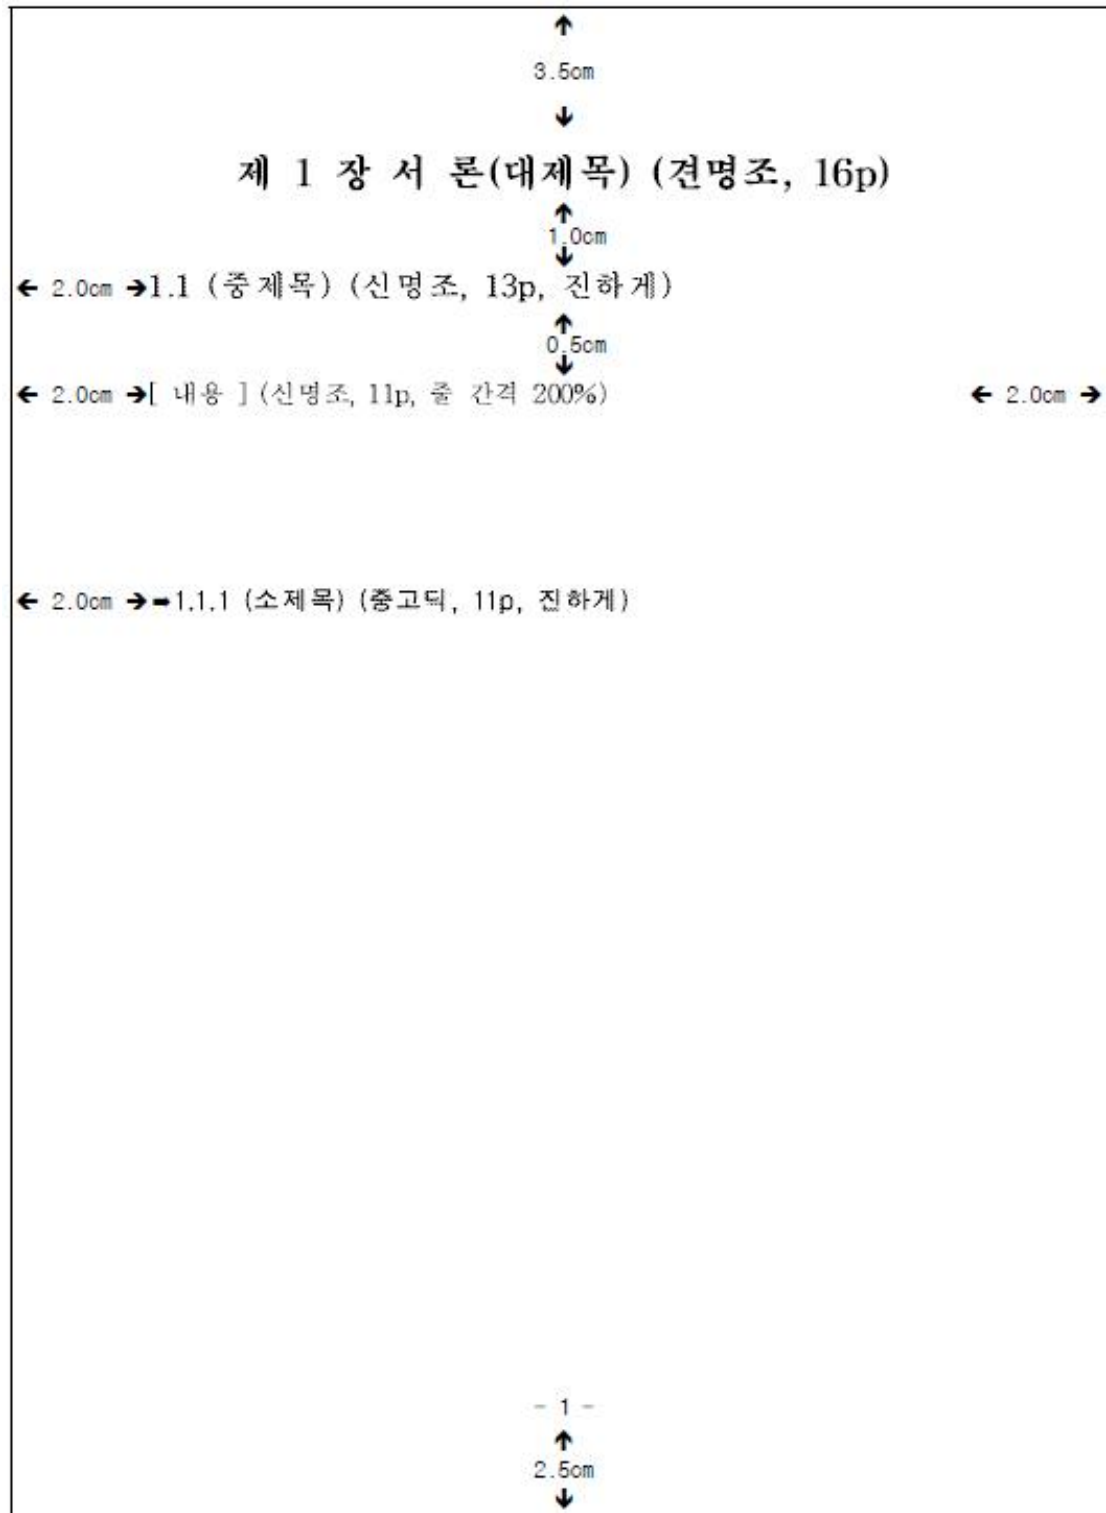 ↑
3.5cm
↓
제 1 장 서 론(대제목) (견명조, 16p)
↑
1.0cm
↓
← 2.0cm →1.1 (중제목) (신명조, 13p, 진하게)
↑
0.5cm
↓
← 2.0cm →[ 내용 ] (신명조, 11p, 줄 간격 200%) ← 2.0cm →
← 2.0cm →➡1.1.1 (소제목) (중고딕, 11p, 진하게)
- 1 -
↑
2.5cm
↓